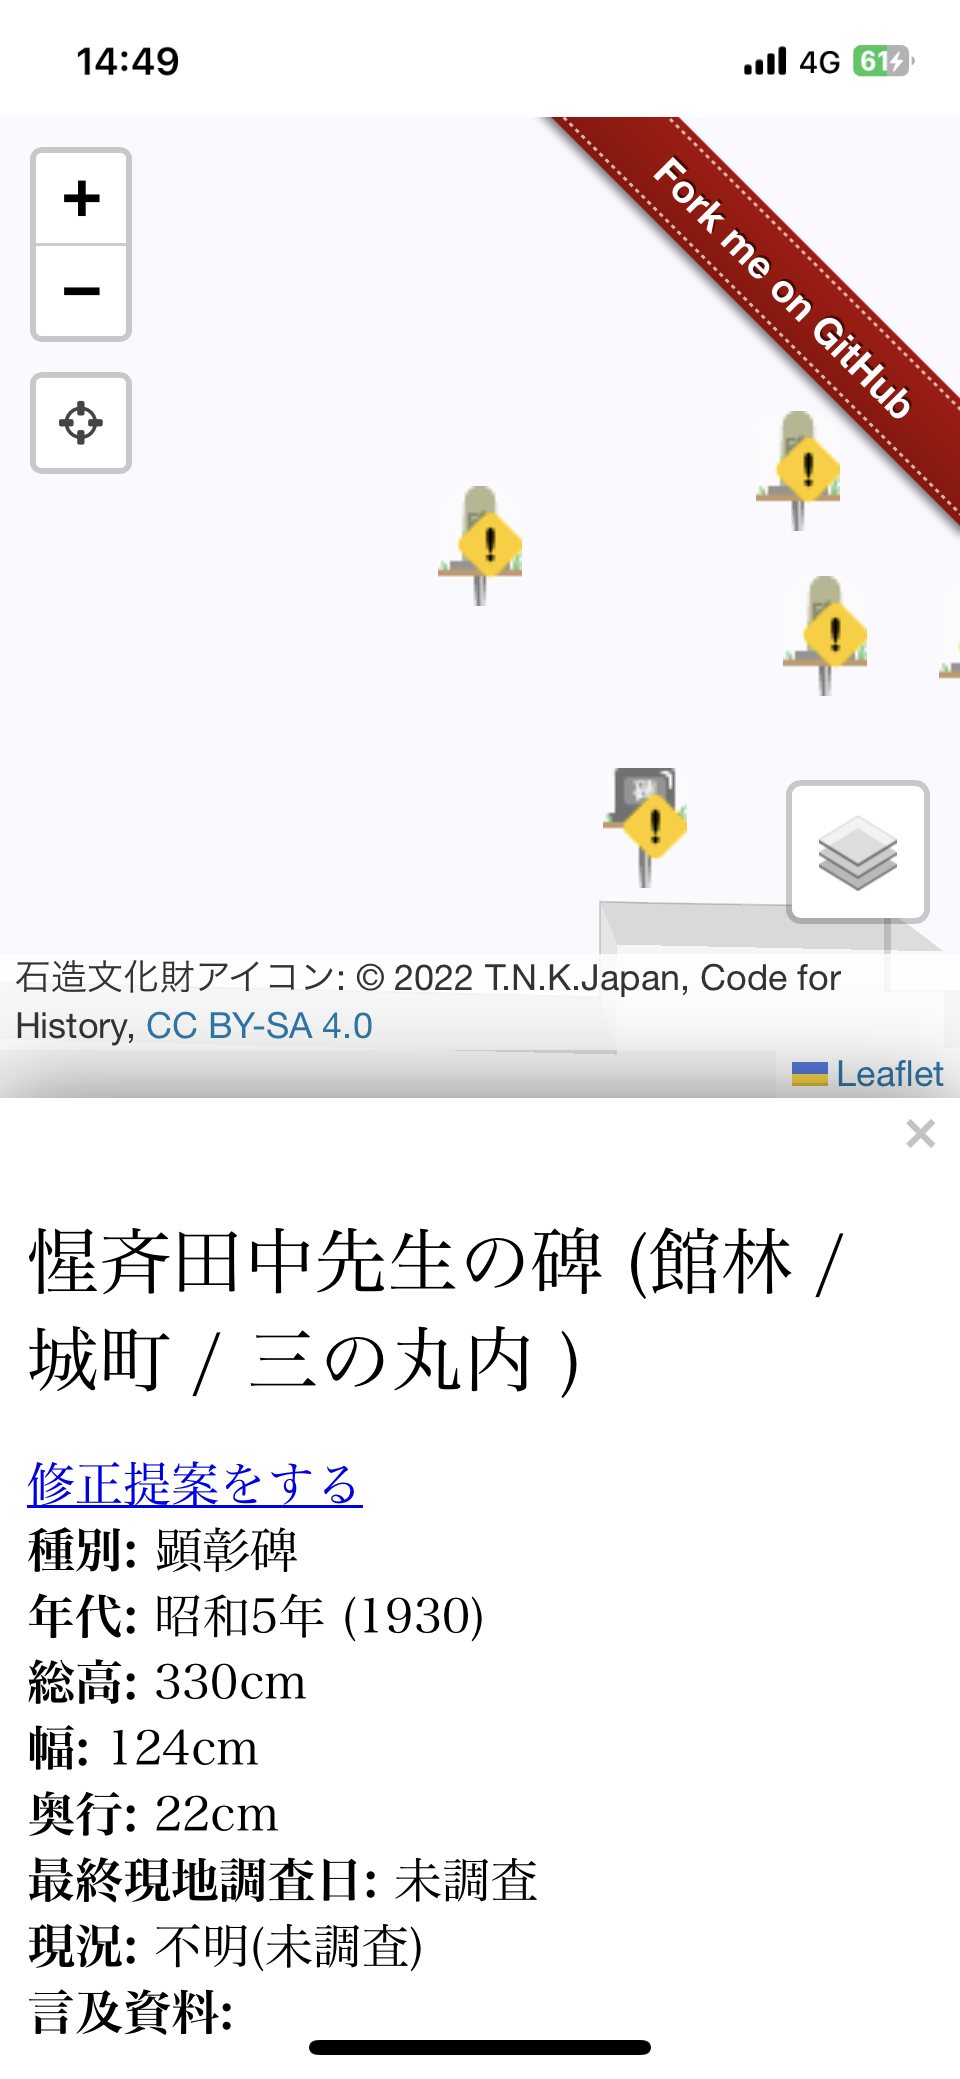 14:49
4G
61
+
−
Fork me on GitHub
石造文化財アイコン: © 2022 T.N.K.Japan, Code for
History, CC BY-SA 4.0
Leaflet
×
惺斉田中先生の碑 (館林 /
城町 / 三の丸内 )
修正提案をする
種別: 顕彰碑
年代: 昭和5年 (1930)
総高: 330cm
幅: 124cm
奥行: 22cm
最終現地調査日: 未調査
現況: 不明(未調査)
言及資料: